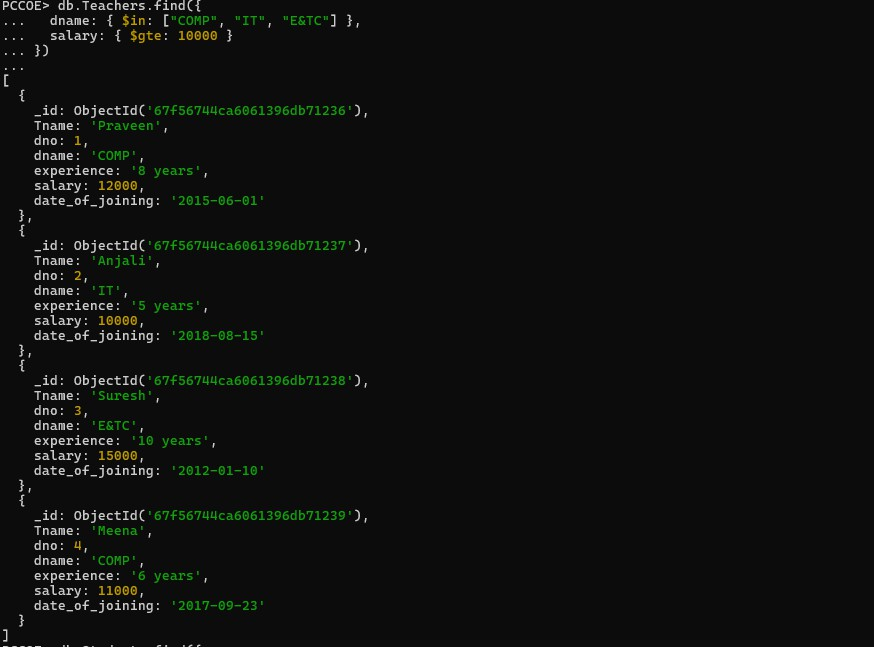 PCCOE> db.Teachers.find({
...   dname: { $in: ["COMP", "IT", "E&TC"] },
...   salary: { $gte: 10000 }
... })
...
[
  {
    _id: ObjectId('67f56744ca6061396db71236'),
    Tname: 'Praveen',
    dno: 1,
    dname: 'COMP',
    experience: '8 years',
    salary: 12000,
    date_of_joining: '2015-06-01'
  },
  {
    _id: ObjectId('67f56744ca6061396db71237'),
    Tname: 'Anjali',
    dno: 2,
    dname: 'IT',
    experience: '5 years',
    salary: 10000,
    date_of_joining: '2018-08-15'
  },
  {
    _id: ObjectId('67f56744ca6061396db71238'),
    Tname: 'Suresh',
    dno: 3,
    dname: 'E&TC',
    experience: '10 years',
    salary: 15000,
    date_of_joining: '2012-01-10'
  },
  {
    _id: ObjectId('67f56744ca6061396db71239'),
    Tname: 'Meena',
    dno: 4,
    dname: 'COMP',
    experience: '6 years',
    salary: 11000,
    date_of_joining: '2017-09-23'
  }
]